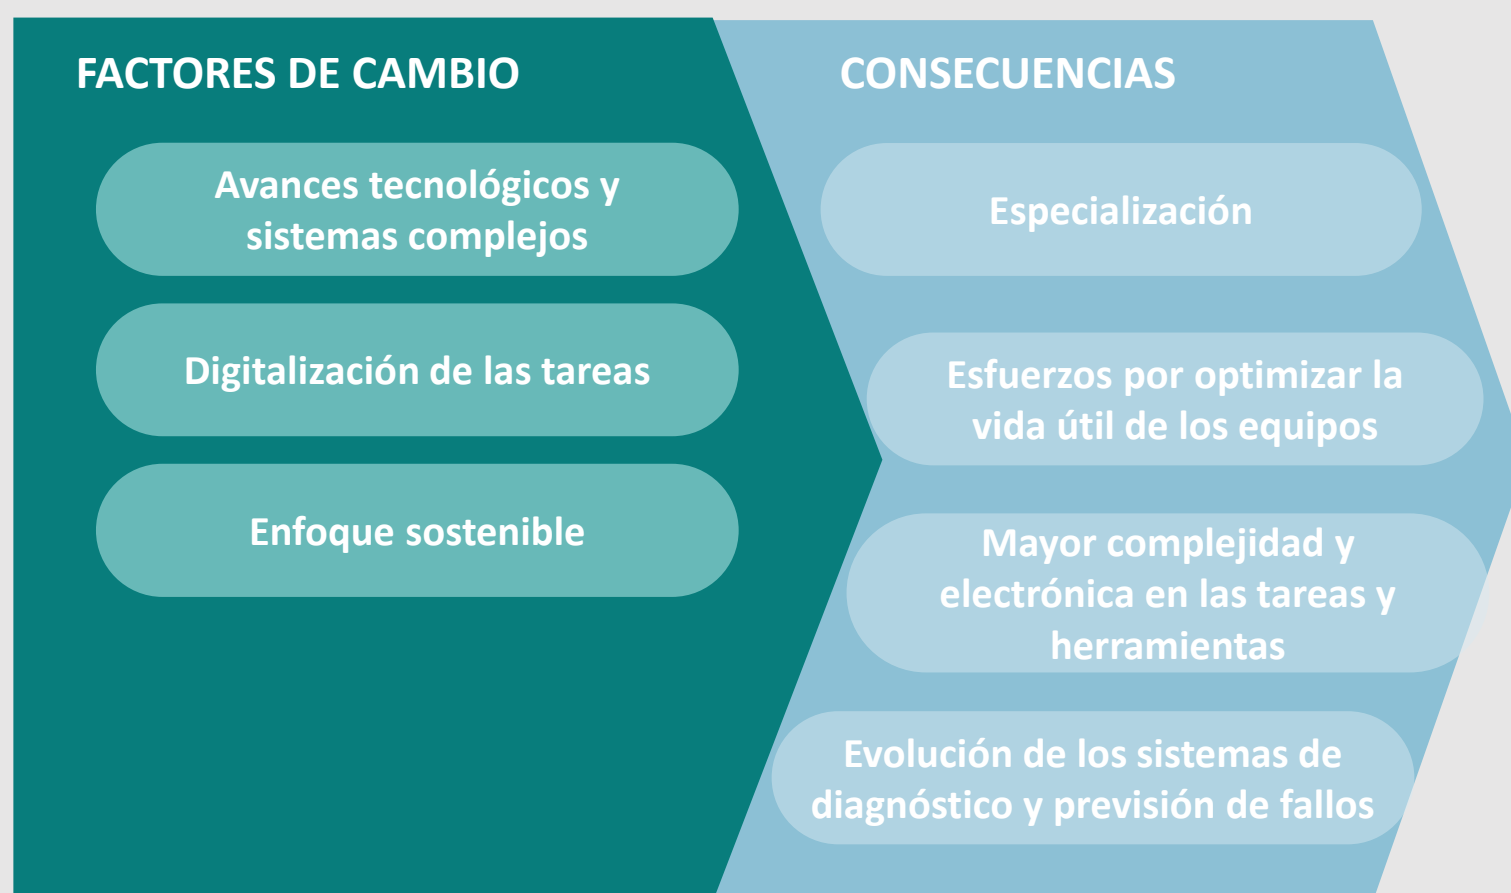 FACTORES DE CAMBIO
Avances tecnológicos y
sistemas complejos
Digitalización de las tareas
Enfoque sostenible
CONSECUENCIAS
Especialización
Esfuerzos por optimizar la
vida útil de los equipos
Mayor complejidad y
electrónica en las tareas y
herramientas
Evolución de los sistemas de
diagnóstico y previsión de fallos